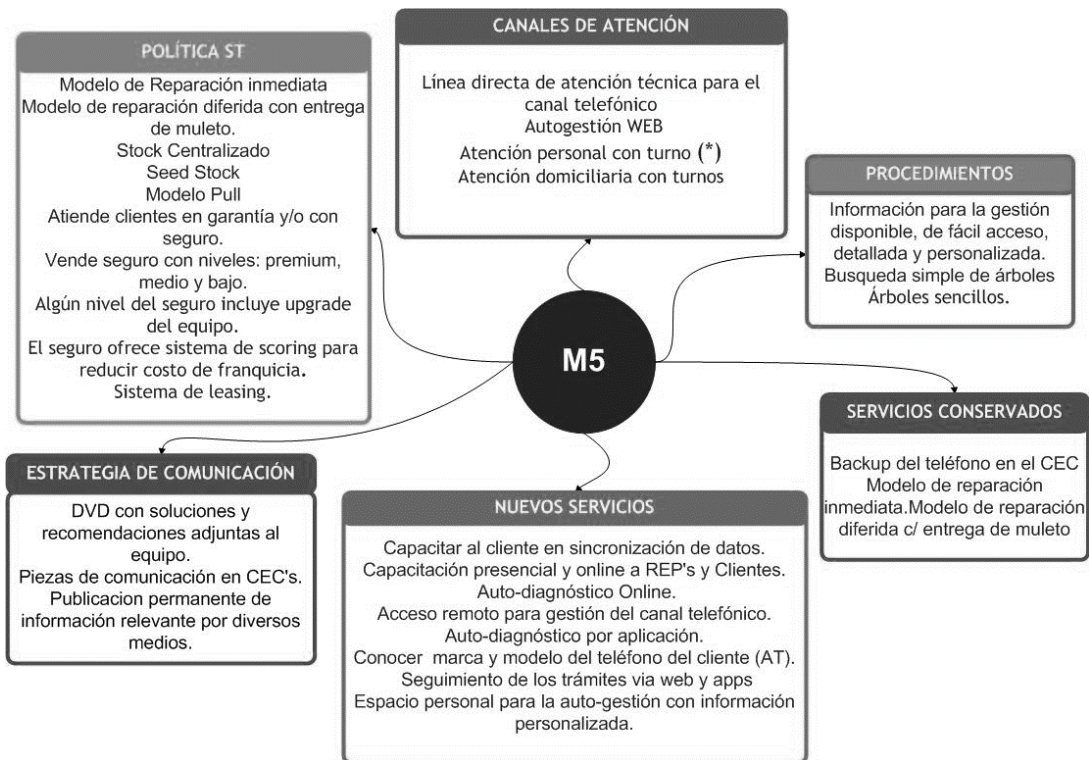 POLÍTICA ST
Modelo de Reparación inmediata
Modelo de reparación diferida con entrega
de muleto.
Stock Centralizado
Seed Stock
Modelo Pull
Atiende clientes en garantía y/o con
seguro.
Vende seguro con niveles: premium,
medio y bajo.
Algún nivel del seguro incluye upgrade
del equipo.
El seguro ofrece sistema de scoring para
reducir costo de franquicia.
Sistema de leasing.
CANALES DE ATENCIÓN
Línea directa de atención técnica para el
canal telefónico
Autogestión WEB
Atención personal con turno (*)
Atención domiciliaria con turnos
PROCEDIMIENTOS
Información para la gestión
disponible, de fácil acceso,
detallada y personalizada.
Busqueda simple de árboles
Árboles sencillos.
M5
SERVICIOS CONSERVADOS
Backup del teléfono en el CEC
Modelo de reparación
inmediata.Modelo de reparación
diferida c/ entrega de muleto
ESTRATEGIA DE COMUNICACIÓN
DVD con soluciones y
recomendaciones adjuntas al
equipo.
Piezas de comunicación en CEC's.
Publicacion permanente de
información relevante por diversos
medios.
NUEVOS SERVICIOS
Capacitar al cliente en sincronización de datos.
Capacitación presencial y online a REP's y Clientes.
Auto-diagnóstico Online.
Acceso remoto para gestión del canal telefónico.
Auto-diagnóstico por aplicación.
Conocer marca y modelo del teléfono del cliente (AT).
Seguimiento de los trámites via web y apps
Espacio personal para la auto-gestión con información
personalizada.